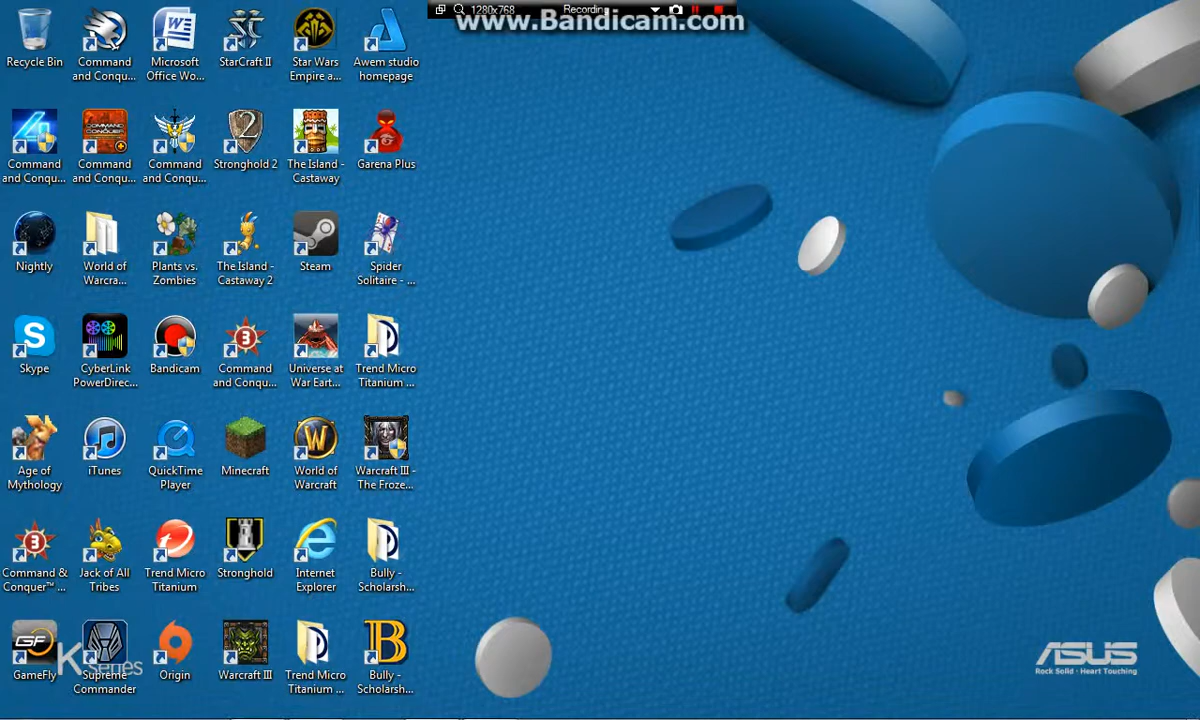 1280x768 Recording
www.Bandicam.com
Recycle Bin
Command and Conqu...
Microsoft Office Wo...
StarCraft II
Star Wars Empire a...
Awem studio homepage
Command and Conqu...
Command and Conqu...
Command and Conqu...
Stronghold 2
The Island - Castaway
Garena Plus
Nightly
World of Warcra...
Plants vs. Zombies
The Island - Castaway 2
Steam
Spider Solitaire - ...
Skype
CyberLink PowerDirec...
Bandicam
Command and Conqu...
Universe at War Eart...
Trend Micro Titanium ...
Age of Mythology
iTunes
QuickTime Player
Minecraft
World of Warcraft
Warcraft III - The Froze...
Command & Conquer™ ...
Jack of All Tribes
Trend Micro Titanium
Stronghold
Internet Explorer
Bully - Scholarsh...
GameFly
K series
Supreme Commander
Origin
Warcraft III
Trend Micro Titanium ...
Bully - Scholarsh...
ASUS
Rock Solid · Heart Touching